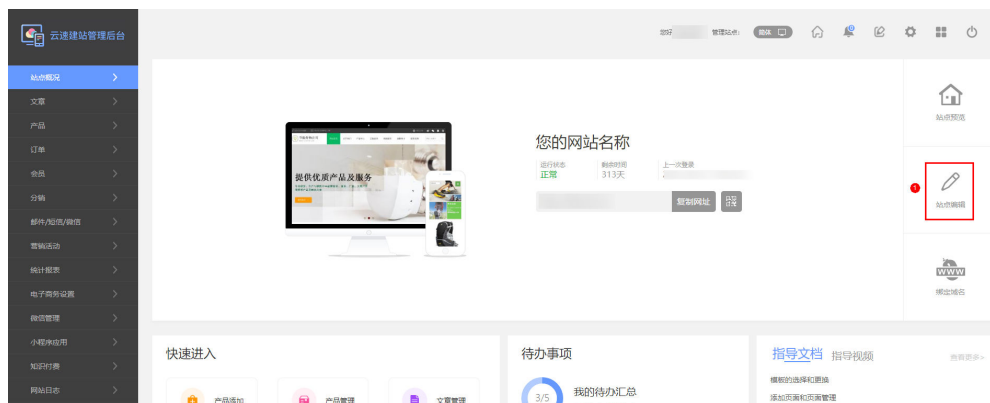 云速建站管理后台
您好
管理站点:
简体
站点概况
文章
产品
订单
会员
分销
邮件/短信/微信
营销活动
统计报表
电子商务设置
微信管理
小程序应用
知识付费
网站日志
提供优质产品及服务
您的网站名称
运行状态
剩余时间
上一次登录
正常
313天
复制网址
站点预览
1
站点编辑
WWW
绑定域名
快速进入
产品添加
产品管理
文章管理
待办事项
3/5
我的待办汇总
指导文档
指导视频
查看更多>
模板的选择和更换
添加页面和页面管理